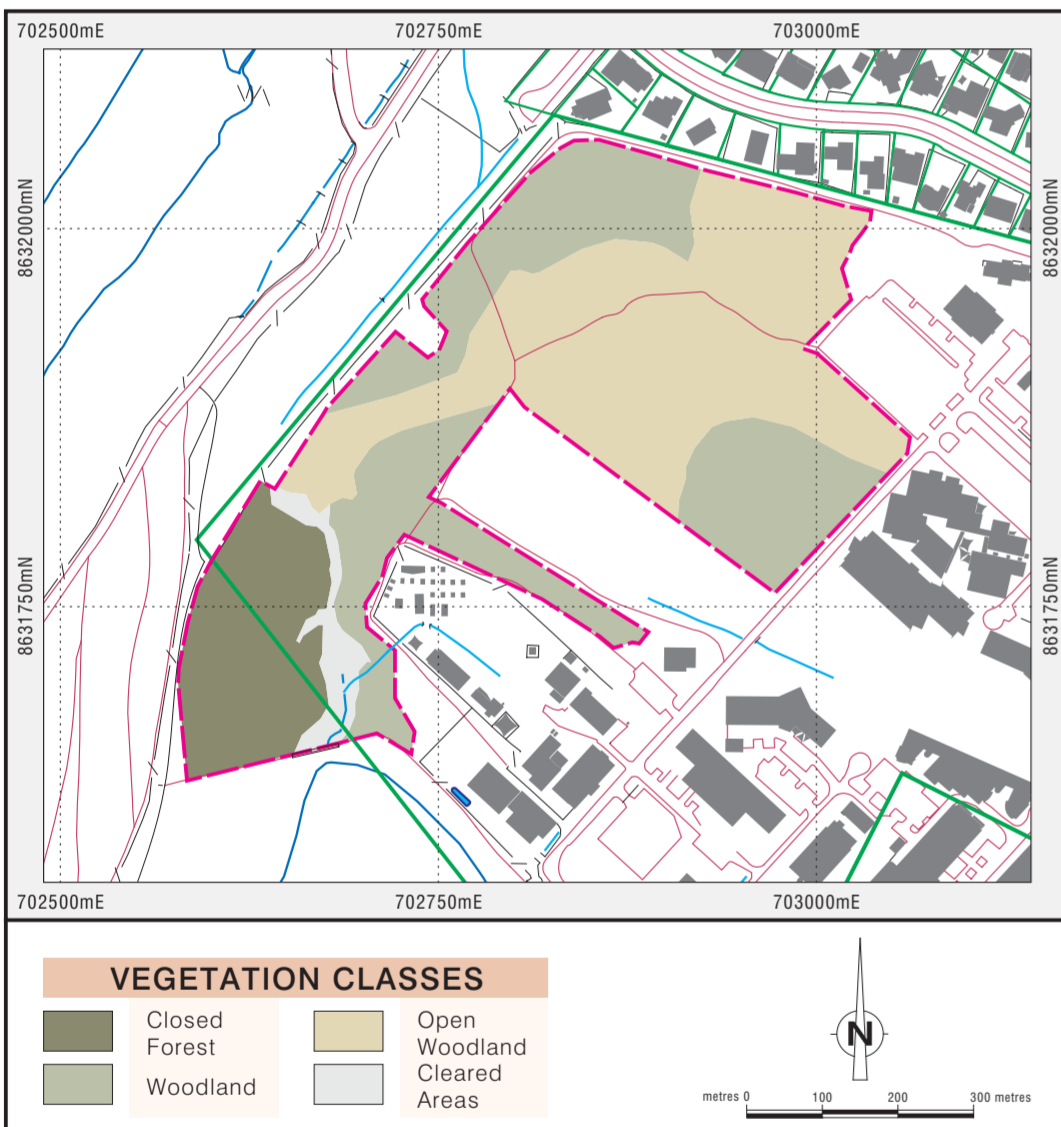 702500mE 702750mE 703000mE
8632000mN 8632000mN
8631750mN 8631750mN
702500mE 702750mE 703000mE
VEGETATION CLASSES
Closed
Forest
Open
Woodland
Woodland
Cleared
Areas
N
metres 0 100 200 300 metres